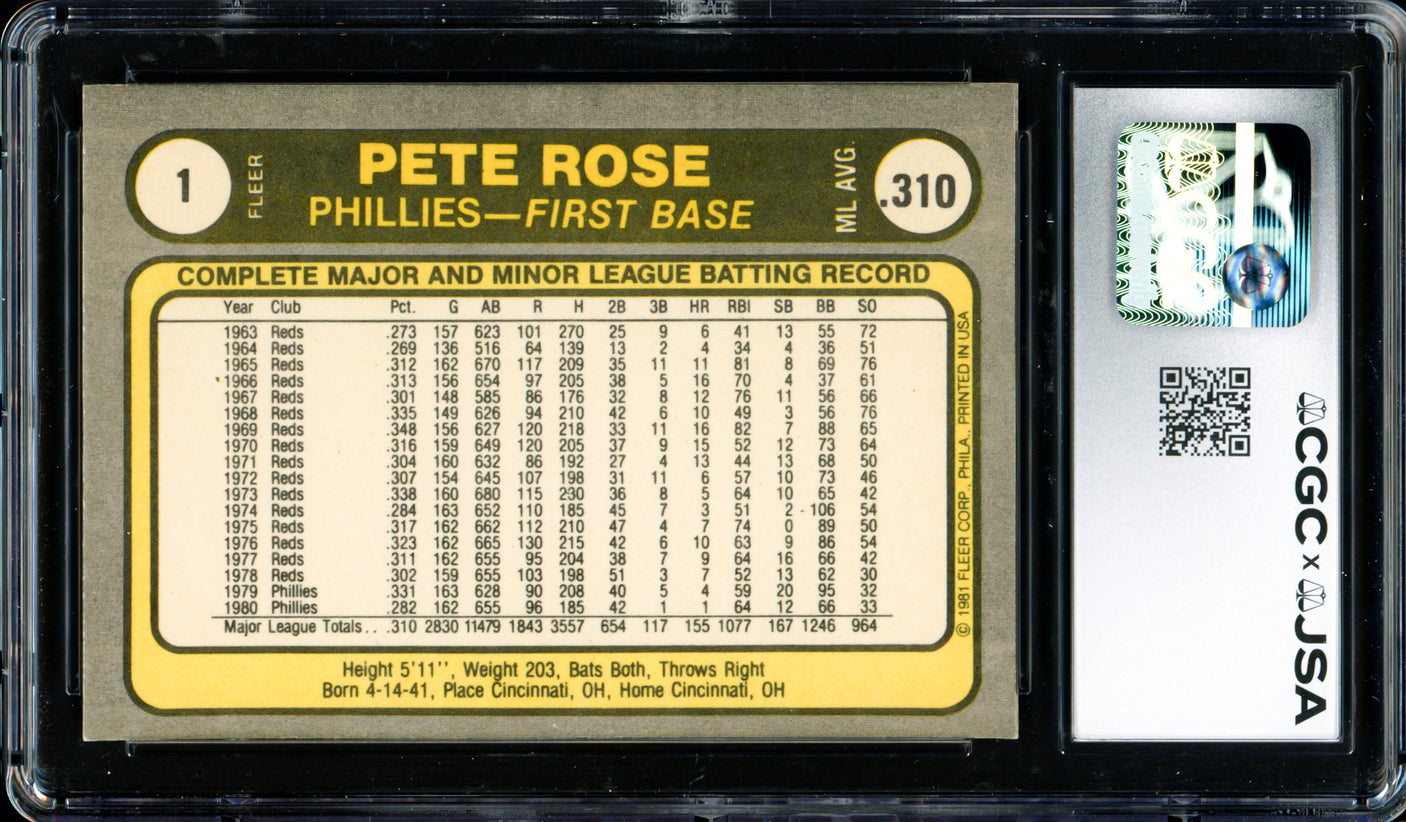 1
FLEER
PETE ROSE
PHILLIES—FIRST BASE
ML AVG.
.310
COMPLETE MAJOR AND MINOR LEAGUE BATTING RECORD
Year Club Pct. G AB R H 2B 3B HR RBI SB BB SO
1963 Reds .273 157 623 101 270 25 9 6 41 13 55 72
1964 Reds .269 136 516 64 139 13 2 4 34 4 36 51
1965 Reds .312 162 670 117 209 35 11 11 81 8 69 76
1966 Reds .313 156 654 97 205 38 5 16 70 4 37 61
1967 Reds .301 148 585 86 176 32 8 12 76 11 56 66
1968 Reds .335 149 626 94 210 42 6 10 49 3 56 76
1969 Reds .348 156 627 120 218 33 11 16 82 7 88 65
1970 Reds .316 159 649 120 205 37 9 15 52 12 73 64
1971 Reds .304 160 632 86 192 27 4 13 44 13 68 50
1972 Reds .307 154 645 107 198 31 11 6 57 10 73 46
1973 Reds .338 160 680 115 230 36 8 5 64 10 65 42
1974 Reds .284 163 652 110 185 45 7 3 51 2 106 54
1975 Reds .317 162 662 112 210 47 4 7 74 0 89 50
1976 Reds .323 162 665 130 215 42 6 10 63 9 86 54
1977 Reds .311 162 655 95 204 38 7 9 64 16 66 42
1978 Reds .302 159 655 103 198 51 3 7 52 13 62 30
1979 Phillies .331 163 628 90 208 40 5 4 59 20 95 32
1980 Phillies .282 162 655 96 185 42 1 1 64 12 66 33
Major League Totals . . .310 2830 11479 1843 3557 654 117 155 1077 167 1246 964
Height 5'11'', Weight 203, Bats Both, Throws Right
Born 4-14-41, Place Cincinnati, OH, Home Cincinnati, OH
© 1981 FLEER CORP., PHILA., PRINTED IN USA
CGC x JSA